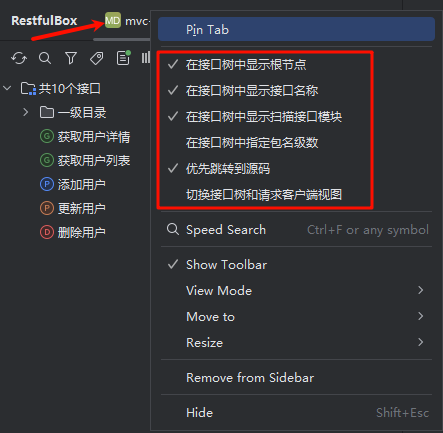 RestfulBox
MD mvc-
Pin Tab
共10个接口
一级目录
G 获取用户详情
G 获取用户列表
P 添加用户
P 更新用户
D 删除用户
在接口树中显示根节点
在接口树中显示接口名称
在接口树中显示扫描接口模块
在接口树中指定包名级数
优先跳转到源码
切换接口树和请求客户端视图
Speed Search Ctrl+F or any symbol
Show Toolbar
View Mode
Move to
Resize
Remove from Sidebar
Hide Shift+Esc